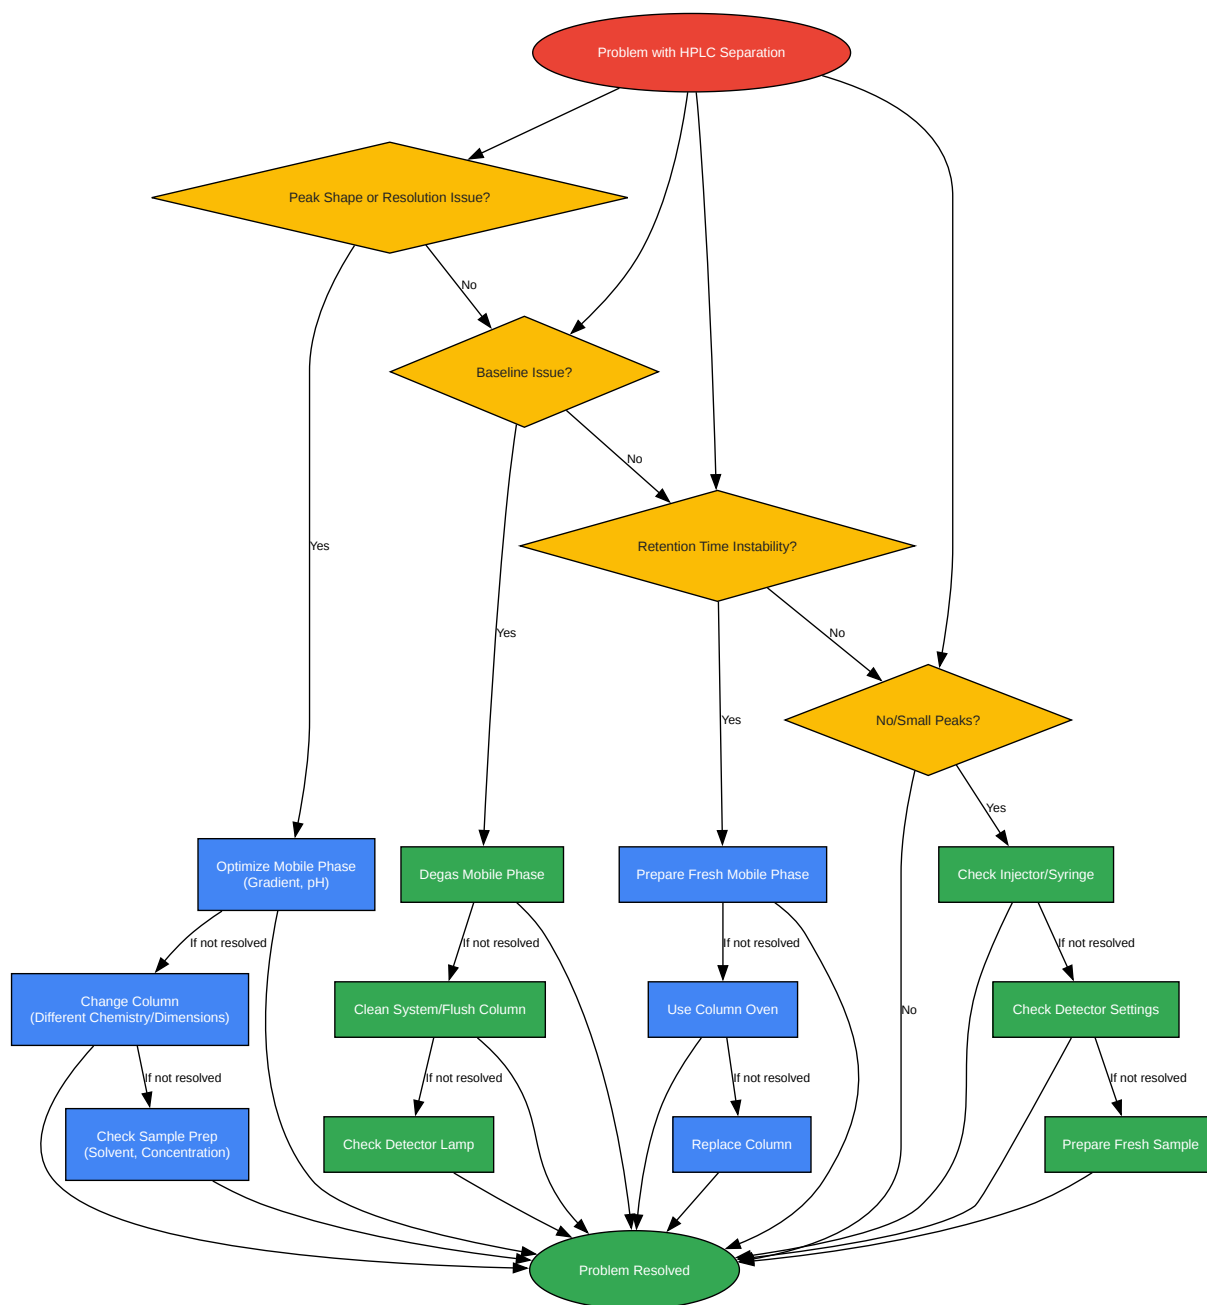 Problem with HPLC Separation
Peak Shape or Resolution Issue?
No
Baseline Issue?
No
Yes
Retention Time Instability?
Yes
No
No/Small Peaks?
Yes
Yes
Optimize Mobile Phase
(Gradient, pH)
Degas Mobile Phase
Prepare Fresh Mobile Phase
Check Injector/Syringe
If not resolved
If not resolved
If not resolved
If not resolved
Change Column
(Different Chemistry/Dimensions)
Clean System/Flush Column
Use Column Oven
No
Check Detector Settings
If not resolved
If not resolved
If not resolved
If not resolved
Check Sample Prep
(Solvent, Concentration)
Check Detector Lamp
Replace Column
Prepare Fresh Sample
Problem Resolved